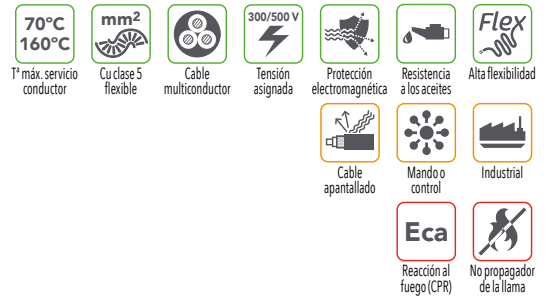 70ºC
160ºC
mm²
300/500 V
Flex
Tª máx. servicio
conductor
Cu clase 5
flexible
Cable
multiconductor
Tensión
asignada
Protección
electromagnética
Resistencia
a los aceites
Alta flexibilidad
Cable
apantallado
Mando o
control
Industrial
Eca
Reacción al
fuego (CPR)
No propagador
de la llama